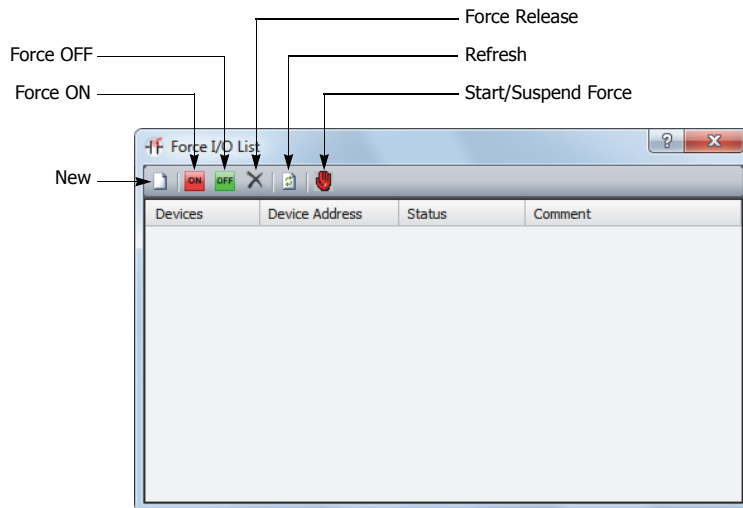 Force Release
Force OFF
Refresh
Force ON
Start/Suspend Force
Force I/O List
?
X
New
ON
OFF
Devices
Device Address
Status
Comment